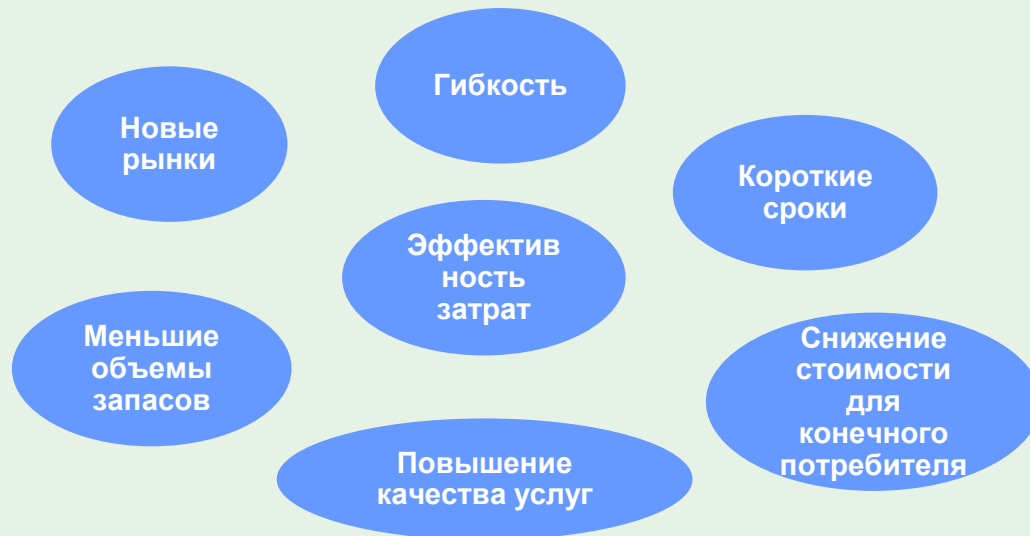 Гибкость
Новые
рынки
Короткие
сроки
Эффектив
ность
затрат
Меньшие
объемы
запасов
Снижение
стоимости
для
конечного
потребителя
Повышение
качества услуг